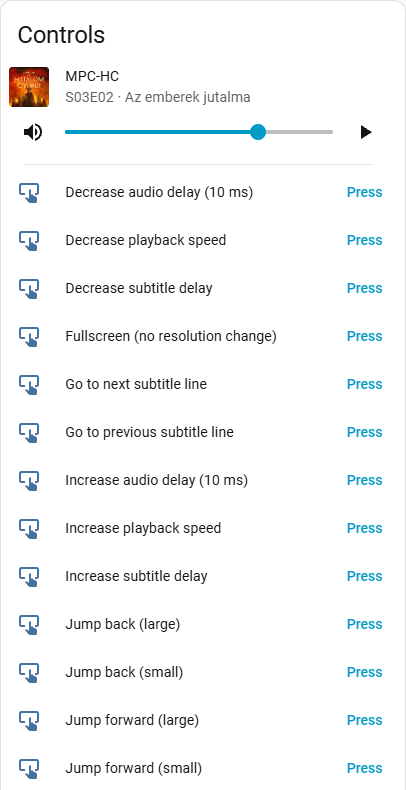 Controls
HATALOM
GYŰRŰI
MPC-HC
S03E02 · Az emberek jutalma
Decrease audio delay (10 ms) Press
Decrease playback speed Press
Decrease subtitle delay Press
Fullscreen (no resolution change) Press
Go to next subtitle line Press
Go to previous subtitle line Press
Increase audio delay (10 ms) Press
Increase playback speed Press
Increase subtitle delay Press
Jump back (large) Press
Jump back (small) Press
Jump forward (large) Press
Jump forward (small) Press